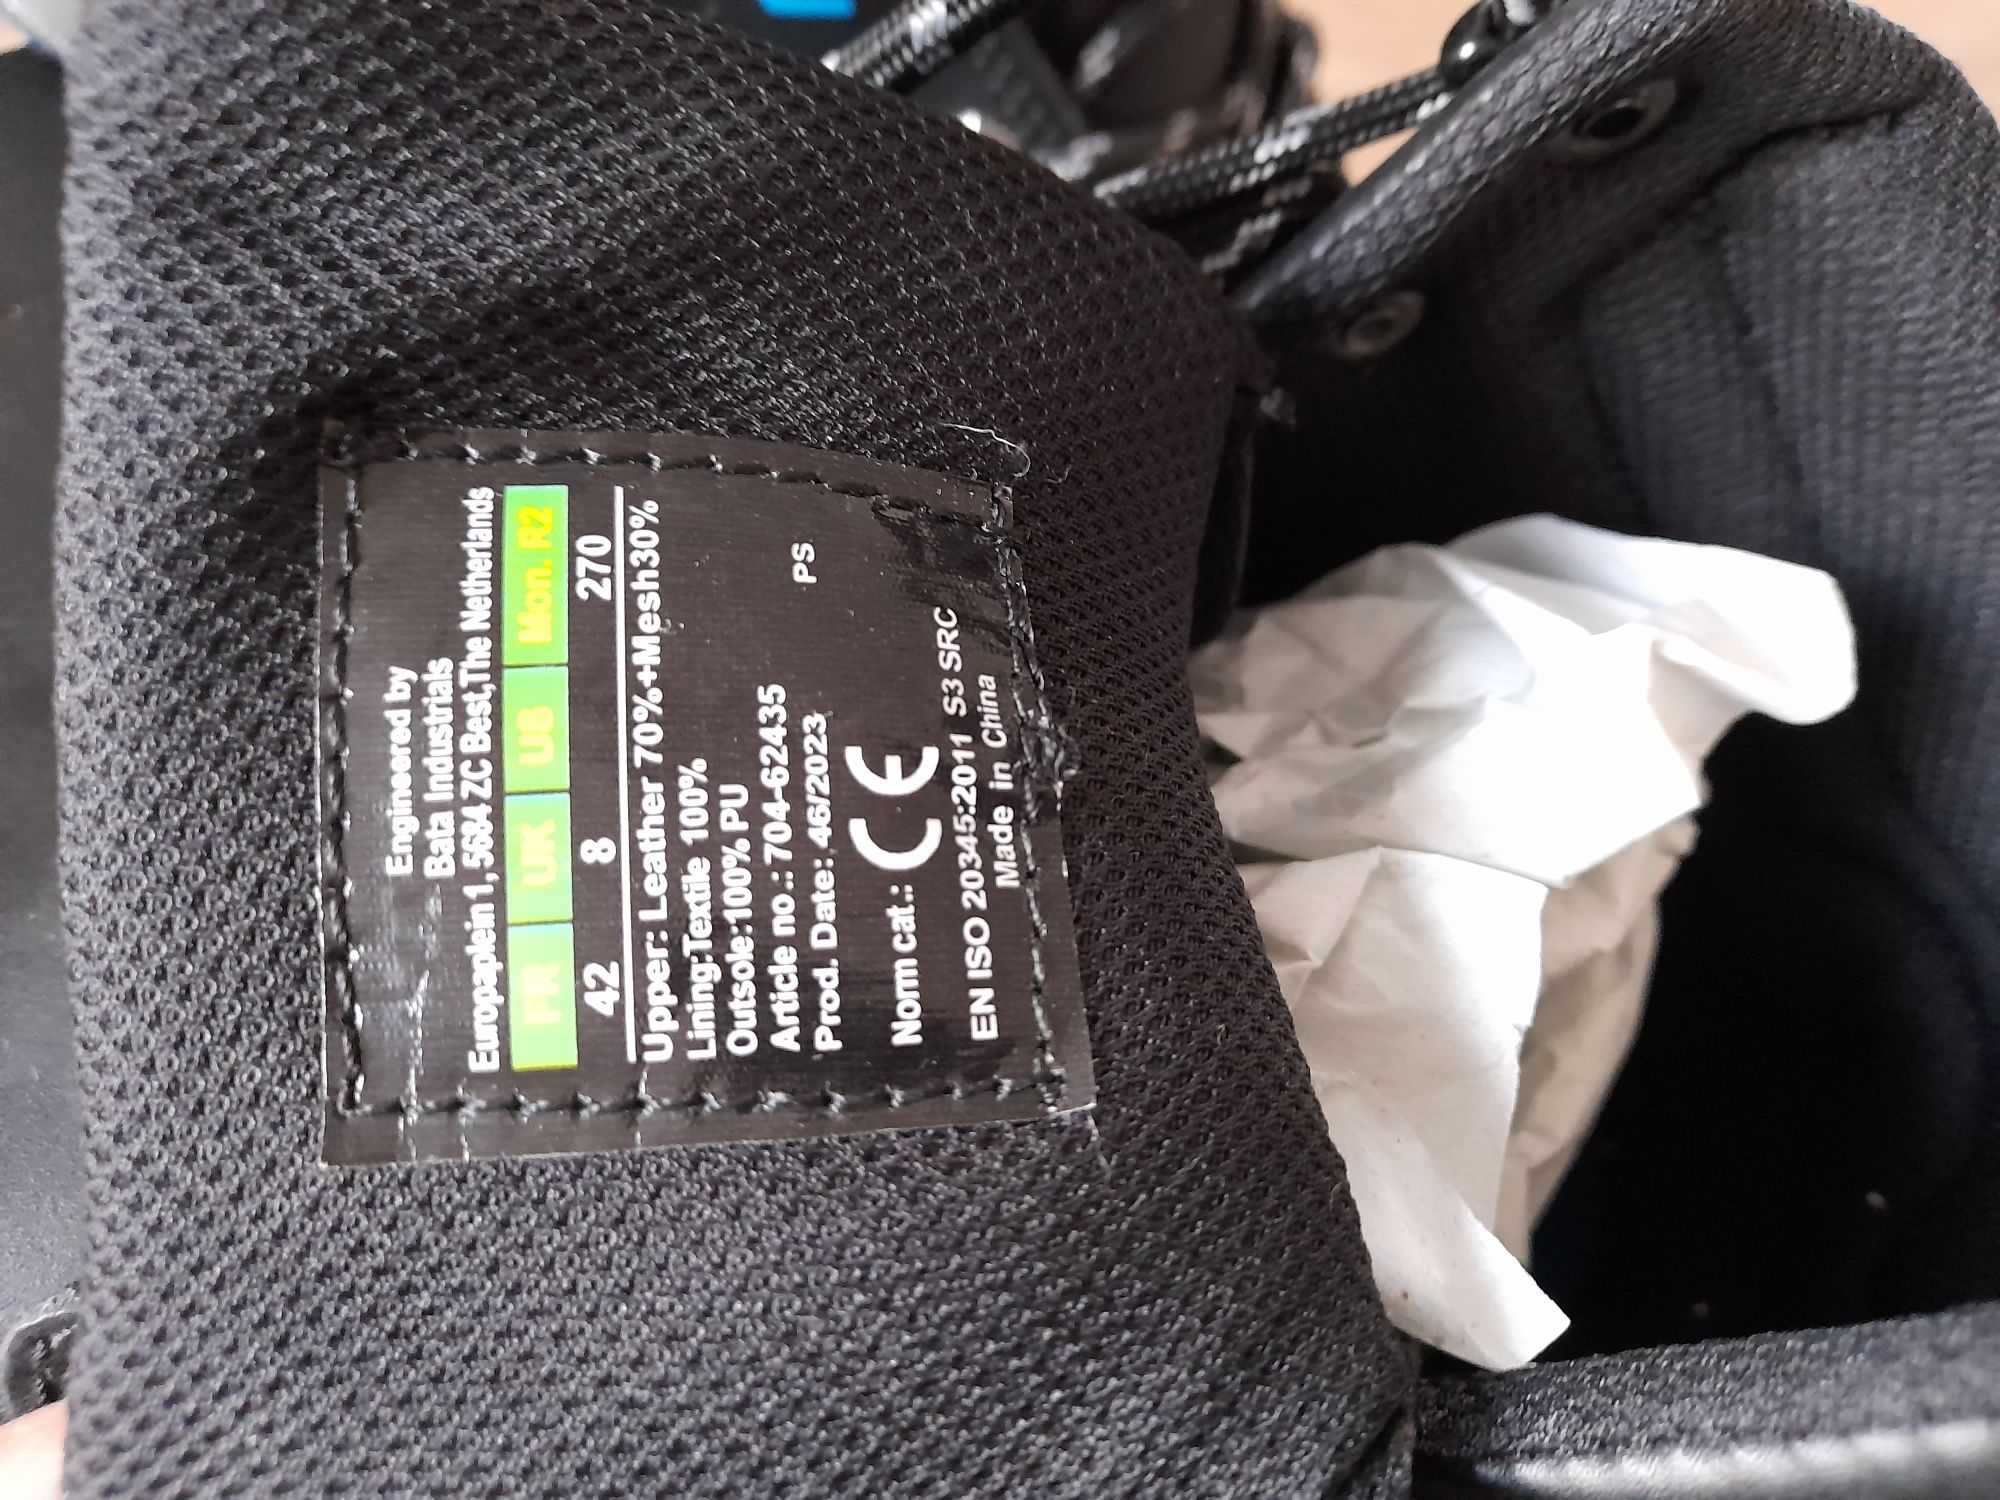 Engineered by
Bata Industrials
Europaplein 1, 5684 ZC Best,The Netherlands
FR UK US Mon. R2
42 8 270
Upper: Leather 70%+Mesh30%
Lining:Textile 100%
Outsole:100% PU
Article no.: 704-62435 PS
Prod. Date: 46/2023
Norm cat.: CE
EN ISO 20345:2011 S3 SRC
Made in China